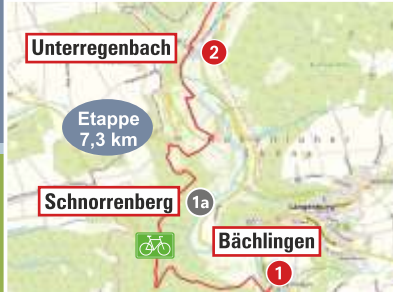 Unterregenbach
2
Etappe
7,3 km
Schnorrenberg
1a
Bächlingen
1